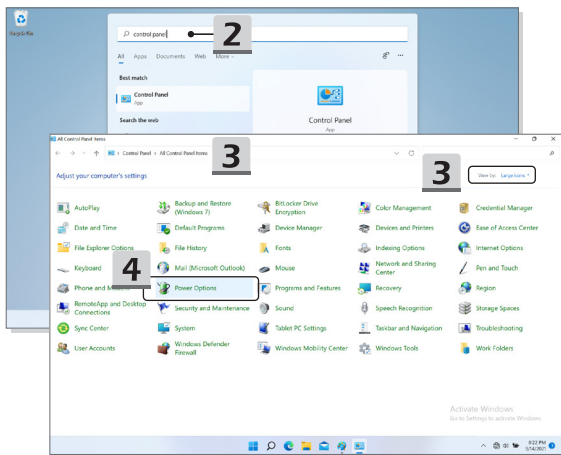 Recycle Bin
control panel
2
All Apps Documents Web More
Best match
Control Panel
App
Search the web
Control Panel
App
All Control Panel Items
Control Panel > All Control Panel Items
3
3
Adjust your computer's settings
View by: Large icons
AutoPlay
Backup and Restore
(Windows 7)
BitLocker Drive
Encryption
Color Management
Credential Manager
Date and Time
Default Programs
Device Manager
Devices and Printers
Ease of Access Center
File Explorer Options
File History
Fonts
Indexing Options
Internet Options
4
Keyboard
Mail (Microsoft Outlook)
Mouse
Network and Sharing
Center
Pen and Touch
Phone and
Power Options
Programs and Features
Recovery
Region
RemoteApp and Desktop
Connections
Security and Maintenance
Sound
Speech Recognition
Storage Spaces
Sync Center
System
Tablet PC Settings
Taskbar and Navigation
Troubleshooting
User Accounts
Windows Defender
Firewall
Windows Mobility Center
Windows Tools
Work Folders
Activate Windows
Go to Settings to activate Windows.
8:22 PM
9/14/2021